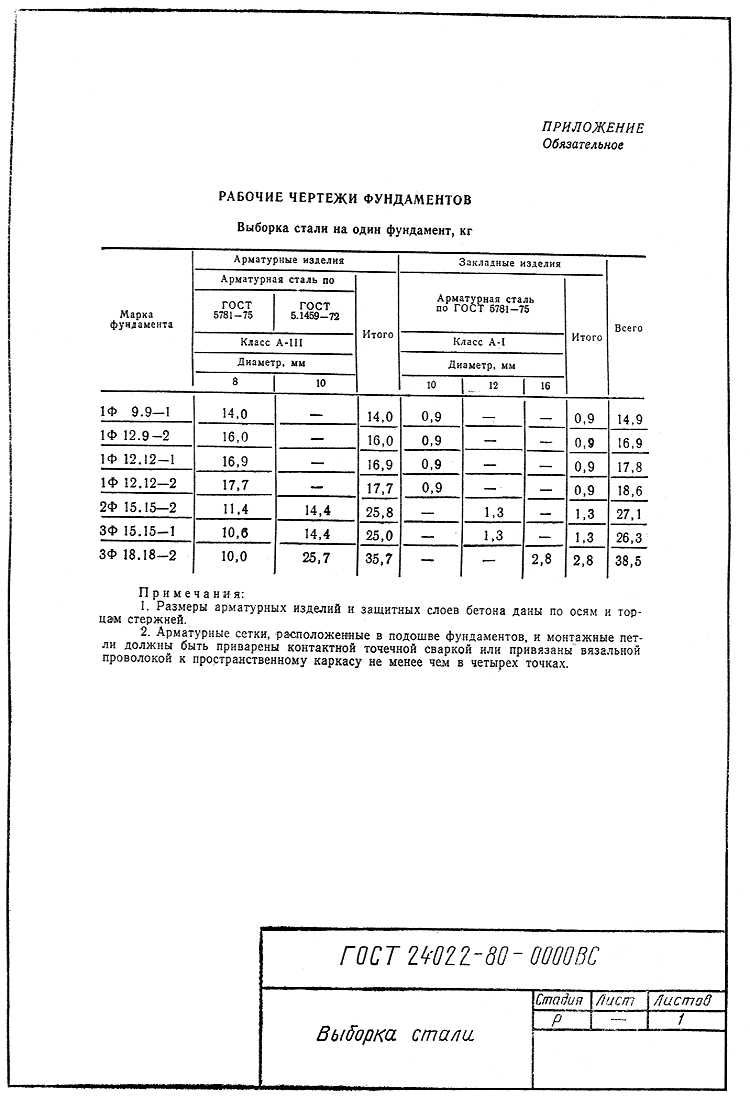 ПРИЛОЖЕНИЕ
Обязательное
РАБОЧИЕ ЧЕРТЕЖИ ФУНДАМЕНТОВ
Выборка стали на один фундамент, кг
Марка фундамента
Арматурные изделия
Закладные изделия
Всего
Арматурная сталь по
Итого
Арматурная сталь
по ГОСТ 5781—75
Итого
ГОСТ 5781—75
ГОСТ 5.1459—72
Класс А-III
Класс А-I
Диаметр, мм
Диаметр, мм
8 10 10 12 16
1Ф 9.9—1 14,0 — 14,0 0,9 — — 0,9 14,9
1Ф 12.9—2 16,0 — 16,0 0,9 — — 0,9 16,9
1Ф 12.12—1 16,9 — 16,9 0,9 — — 0,9 17,8
1Ф 12.12—2 17,7 — 17,7 0,9 — — 0,9 18,6
2Ф 15.15—2 11,4 14,4 25,8 — 1,3 — 1,3 27,1
3Ф 15.15—1 10,6 14,4 25,0 — 1,3 — 1,3 26,3
3Ф 18.18—2 10,0 25,7 35,7 — — 2,8 2,8 38,5
Примечания:
1. Размеры арматурных изделий и защитных слоев бетона даны по осям и тор-
цам стержней.
2. Арматурные сетки, расположенные в подошве фундаментов, и монтажные пет-
ли должны быть приварены контактной точечной сваркой или привязаны вязальной
проволокой к пространственному каркасу не менее чем в четырех точках.
ГОСТ 24022-80-0000ВС
Выборка стали
Стадия Лист Листов
Р — 1